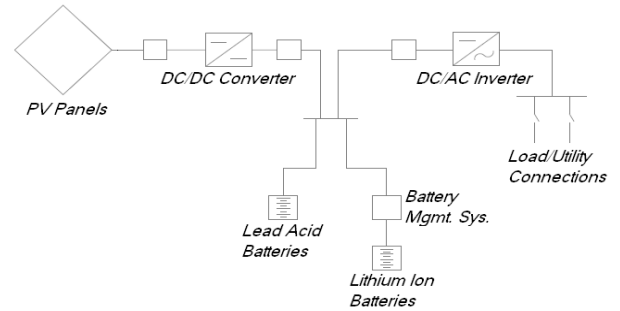 PV Panels
DC/DC Converter
DC/AC Inverter
Load/Utility
Connections
Lead Acid
Batteries
Battery
Mgmt. Sys.
Lithium Ion
Batteries